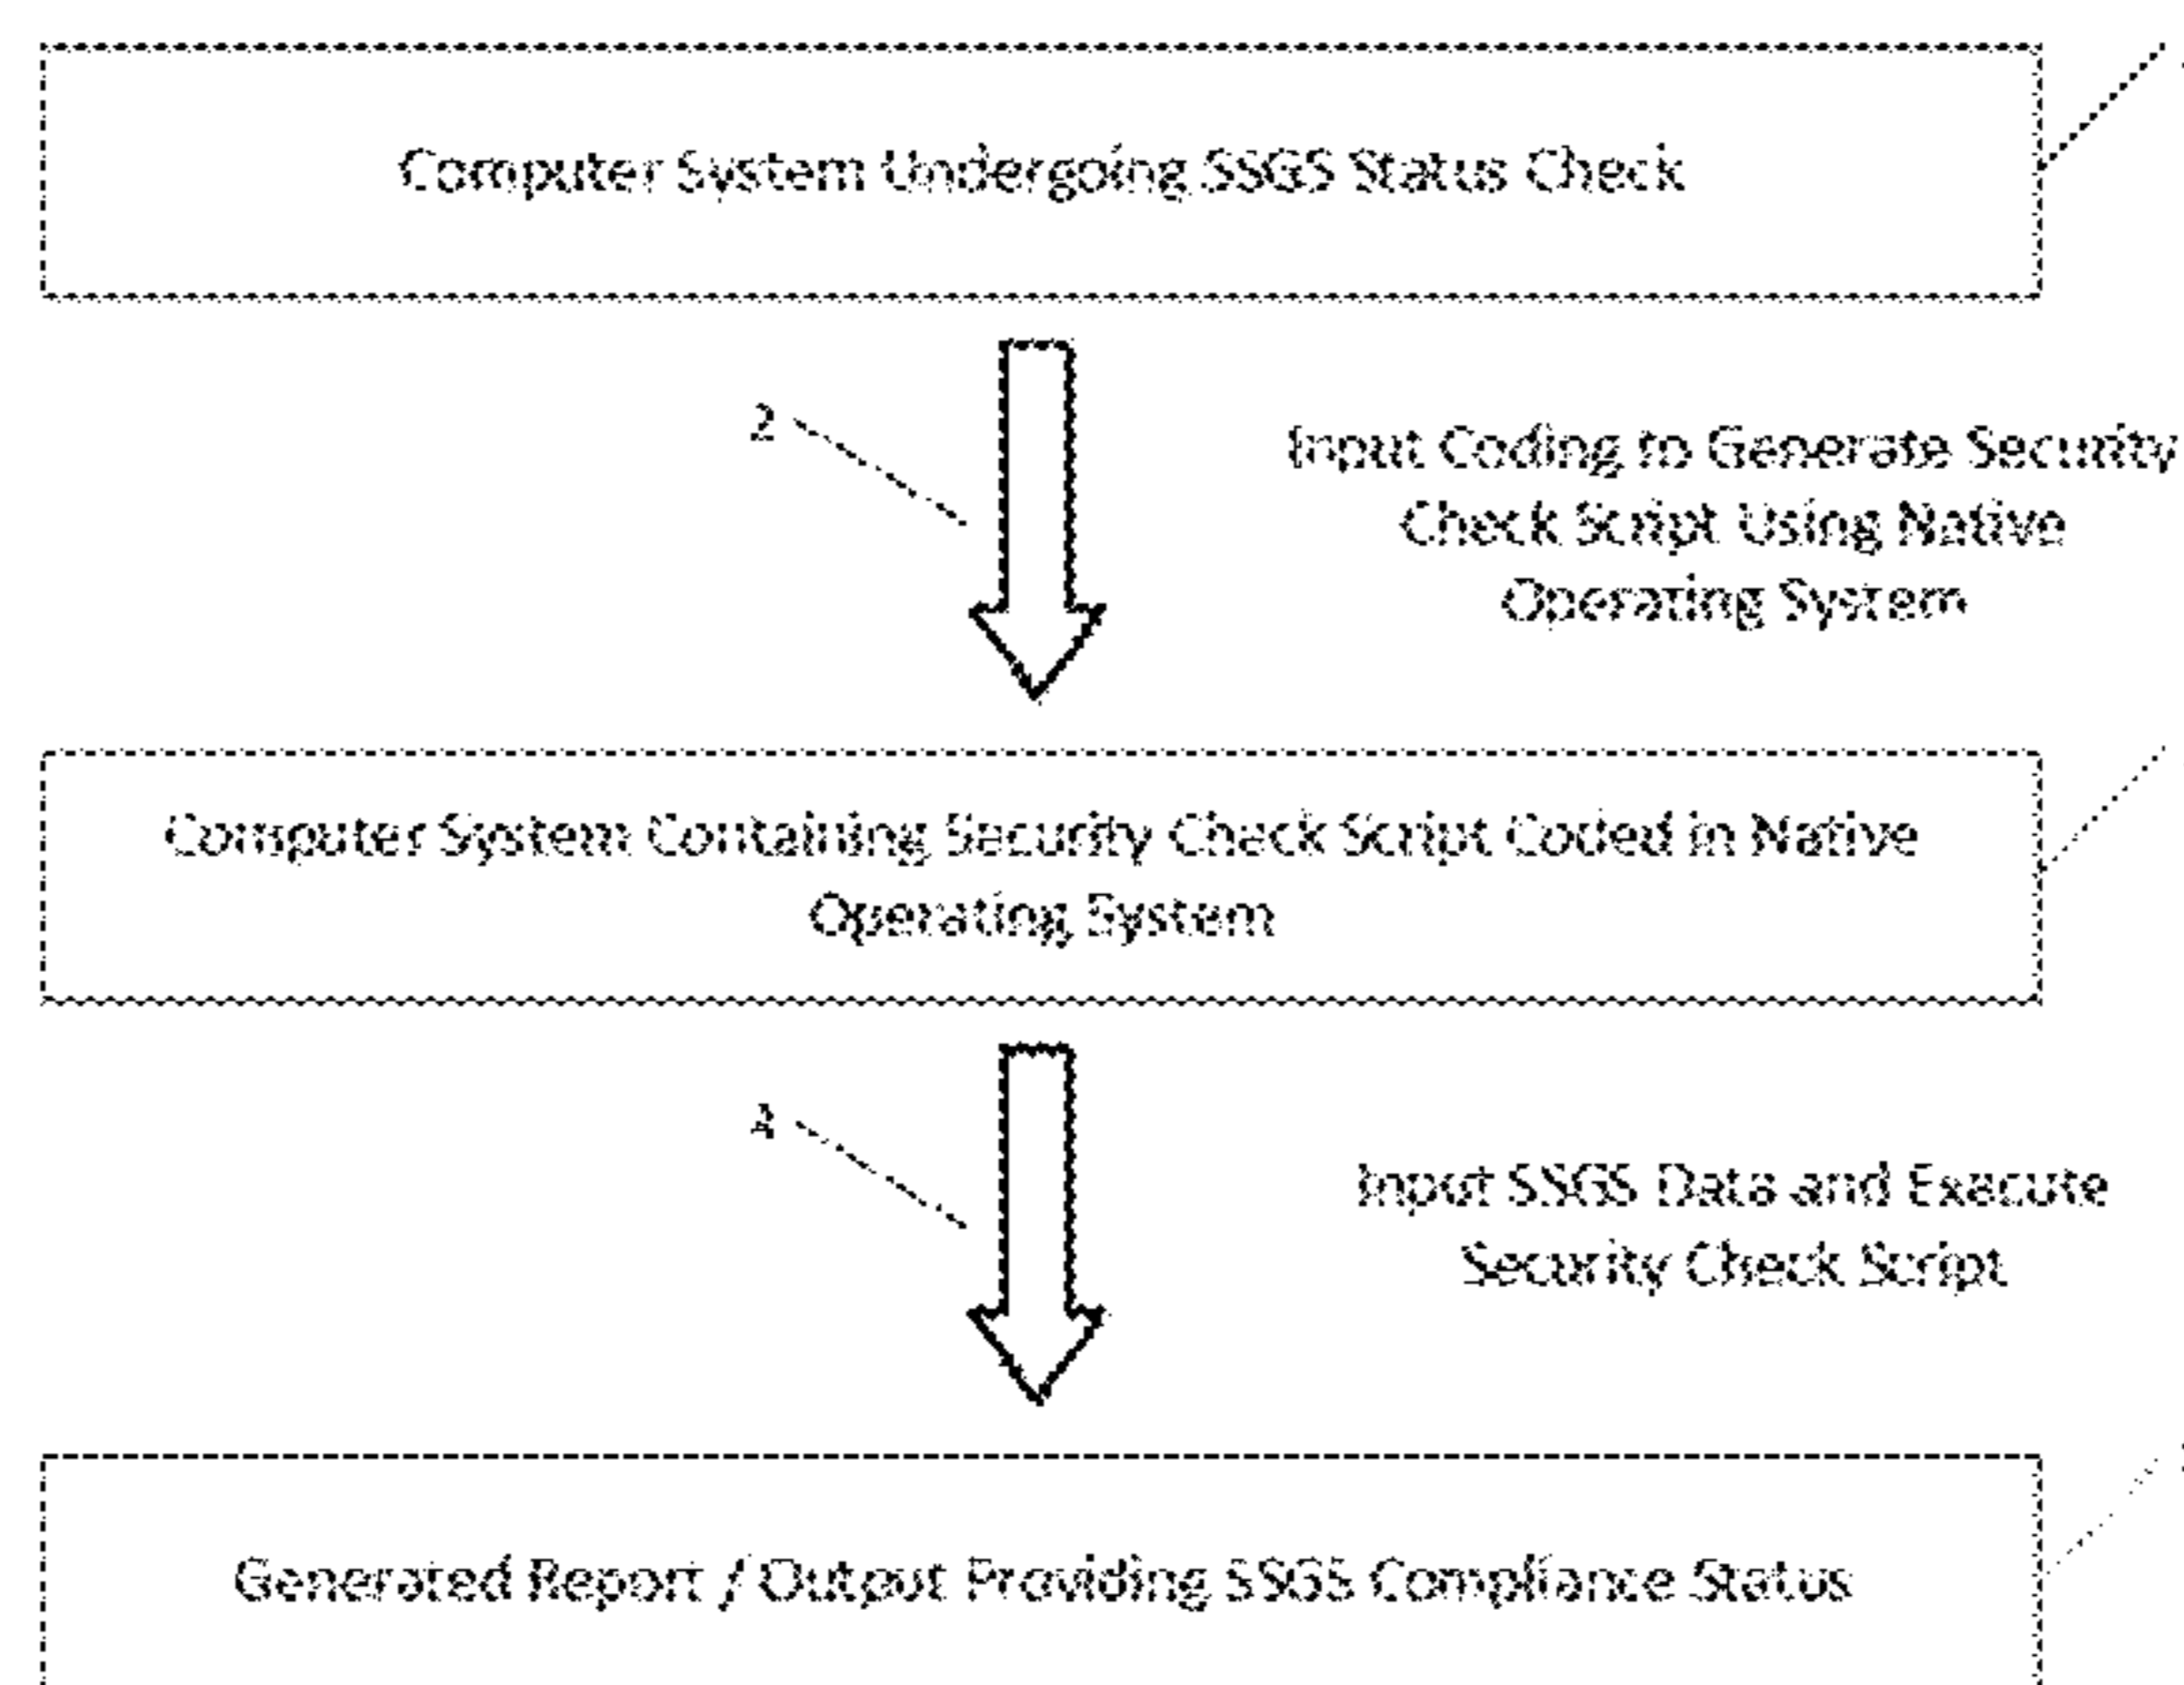 Computer System Undergoing SSGS Status Check
2
Input Coding to Generate Security
Check Script Using Native
Operating System
Computer System Containing Security Check Script Coded in Native
Operating System
Input SSGS Data and Execute
Security Check Script
Generated Report / Output Providing SSGS Compliance Status